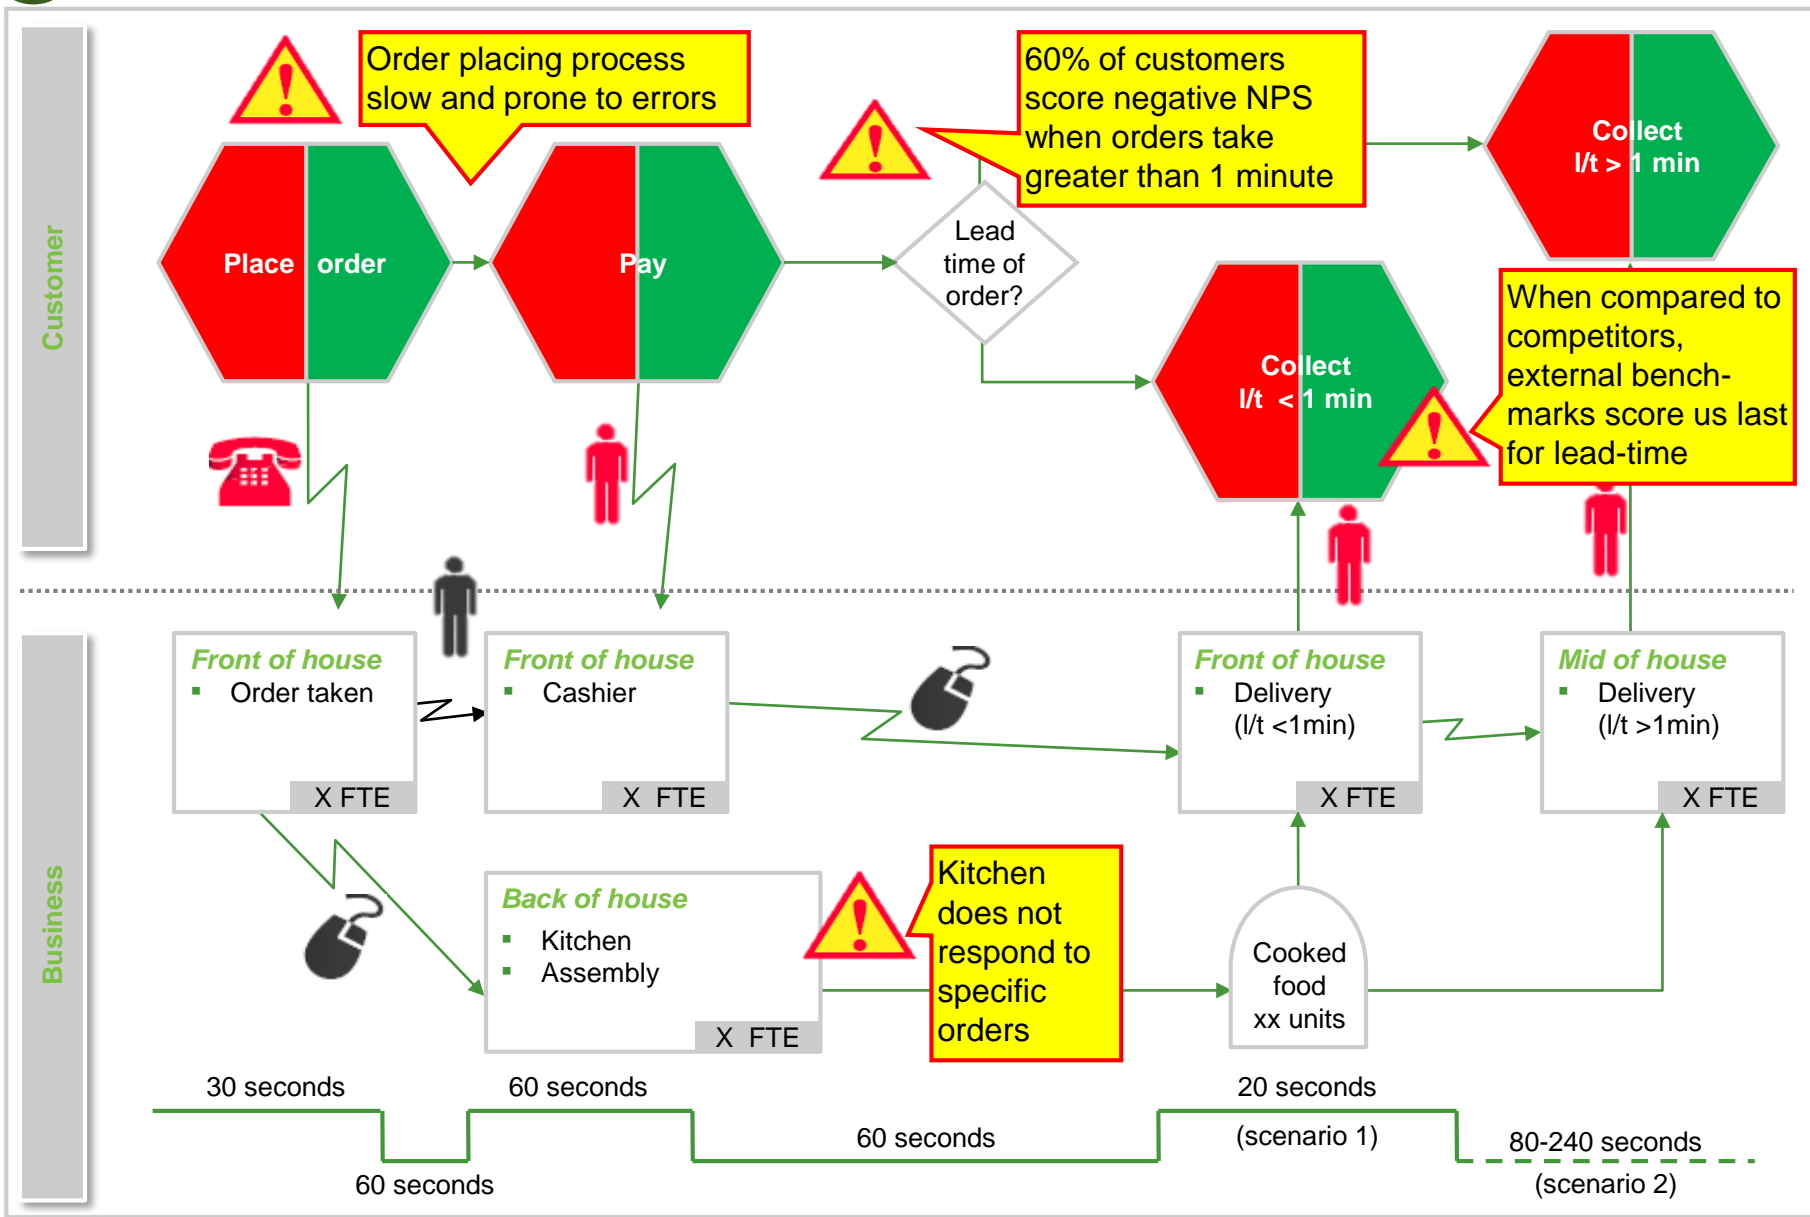 Customer
Order placing process
slow and prone to errors
60% of customers
score negative NPS
when orders take
greater than 1 minute
Collect
l/t > 1 min
Place order
Pay
Lead
time of
order?
Collect
l/t < 1 min
When compared to
competitors,
external bench-
marks score us last
for lead-time
Business
Front of house
▪ Order taken
X FTE
Front of house
▪ Cashier
X FTE
Front of house
▪ Delivery
(l/t <1min)
X FTE
Mid of house
▪ Delivery
(l/t >1min)
X FTE
Back of house
▪ Kitchen
▪ Assembly
X FTE
Kitchen
does not
respond to
specific
orders
Cooked
food
xx units
30 seconds
60 seconds
60 seconds
60 seconds
20 seconds
(scenario 1)
80-240 seconds
(scenario 2)